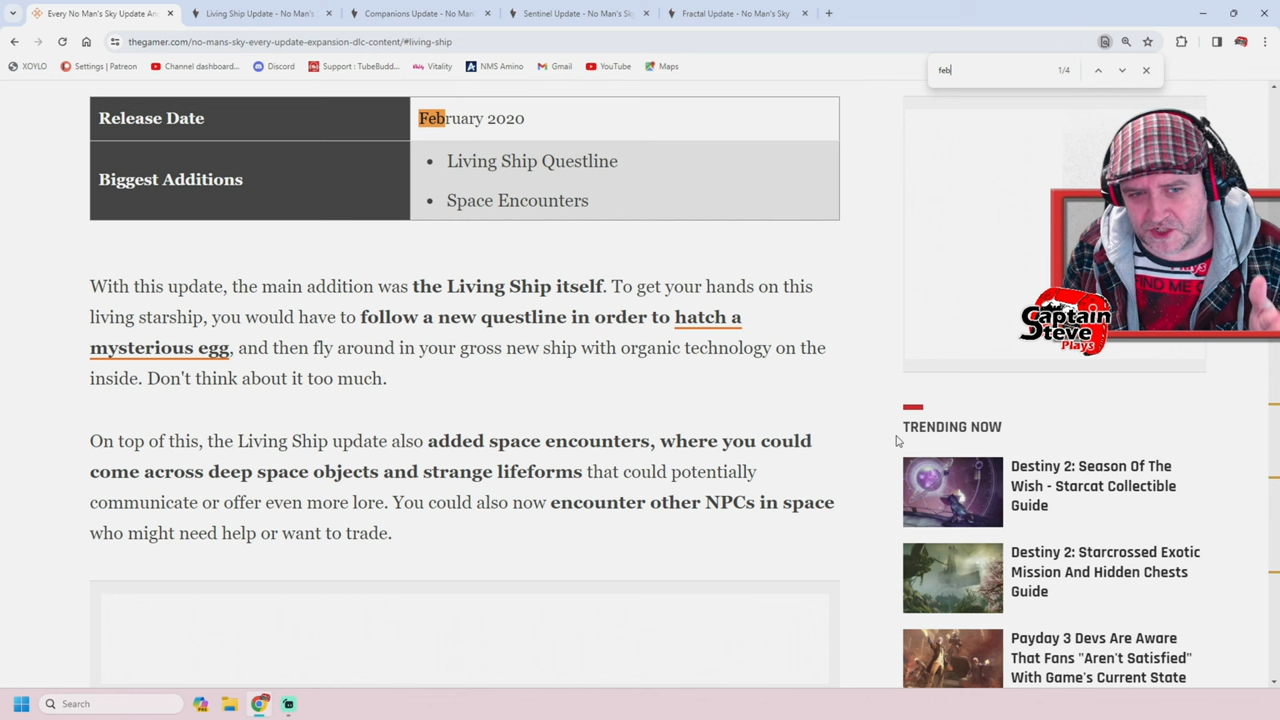 Every No Man's Sky Update An
Living Ship Update - No Man's
Companions Update - No Man
Sentinel Update - No Man's Sk
Fractal Update - No Man's Sky
thegamer.com/no-mans-sky-every-update-expansion-dlc-content/#living-ship
XOYLO
Settings | Patreon
Channel dashboard...
Discord
Support : TubeBudd...
Vitality
NMS Amino
Gmail
YouTube
Maps
feb
1/4
Release Date
February 2020
Biggest Additions
• Living Ship Questline
• Space Encounters
With this update, the main addition was the Living Ship itself. To get your hands on this
living starship, you would have to follow a new questline in order to hatch a
mysterious egg, and then fly around in your gross new ship with organic technology on the
inside. Don't think about it too much.
On top of this, the Living Ship update also added space encounters, where you could
come across deep space objects and strange lifeforms that could potentially
communicate or offer even more lore. You could also now encounter other NPCs in space
who might need help or want to trade.
Captain
Steve
Plays
TRENDING NOW
Destiny 2: Season Of The
Wish - Starcat Collectible
Guide
Destiny 2: Starcrossed Exotic
Mission And Hidden Chests
Guide
Payday 3 Devs Are Aware
That Fans "Aren't Satisfied"
With Game's Current State
Search